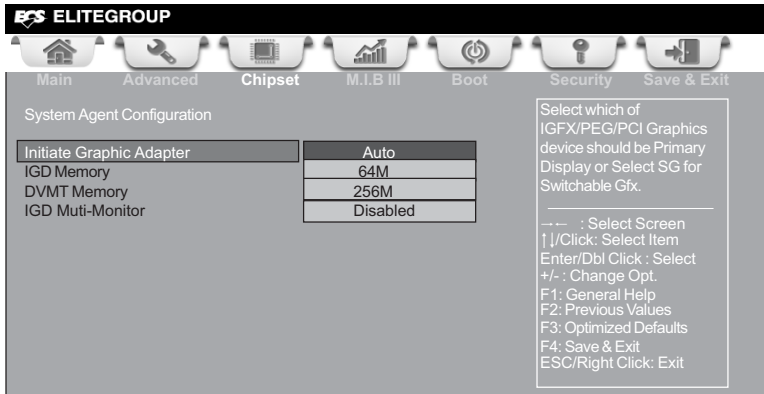 ECS ELITEGROUP
Main Advanced Chipset M.I.B III Boot Security Save & Exit
System Agent Configuration
Initiate Graphic Adapter Auto
IGD Memory 64M
DVMT Memory 256M
IGD Muti-Monitor Disabled
Select which of
IGFX/PEG/PCI Graphics
device should be Primary
Display or Select SG for
Switchable Gfx.
→← : Select Screen
↑↓/Click: Select Item
Enter/Dbl Click : Select
+/- : Change Opt.
F1: General Help
F2: Previous Values
F3: Optimized Defaults
F4: Save & Exit
ESC/Right Click: Exit